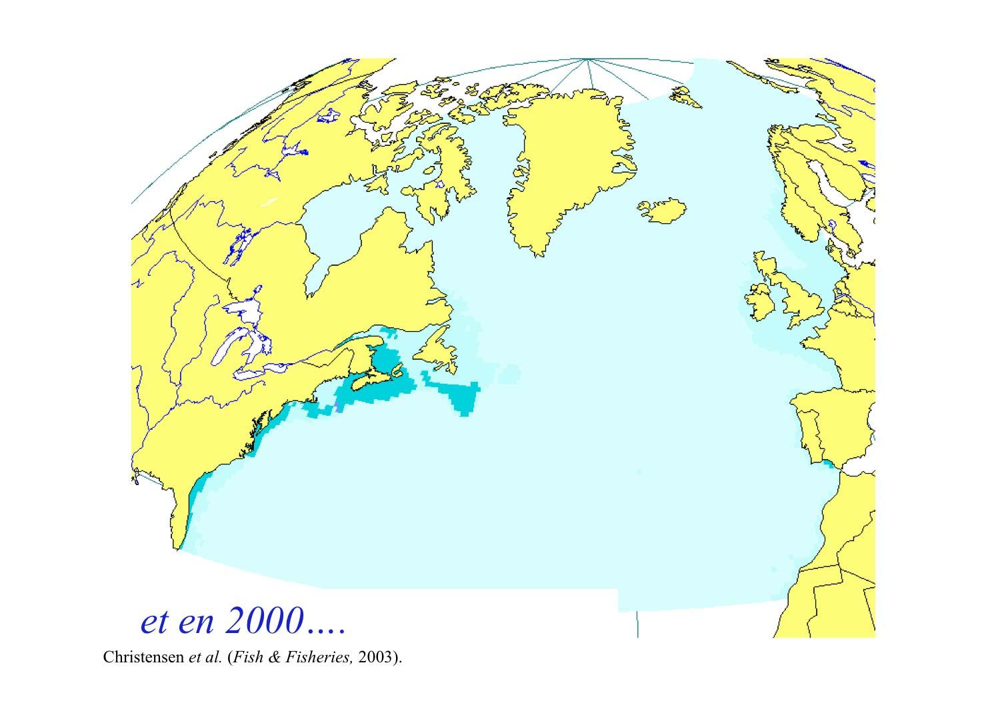 et en 2000….
Christensen et al. (Fish & Fisheries, 2003).